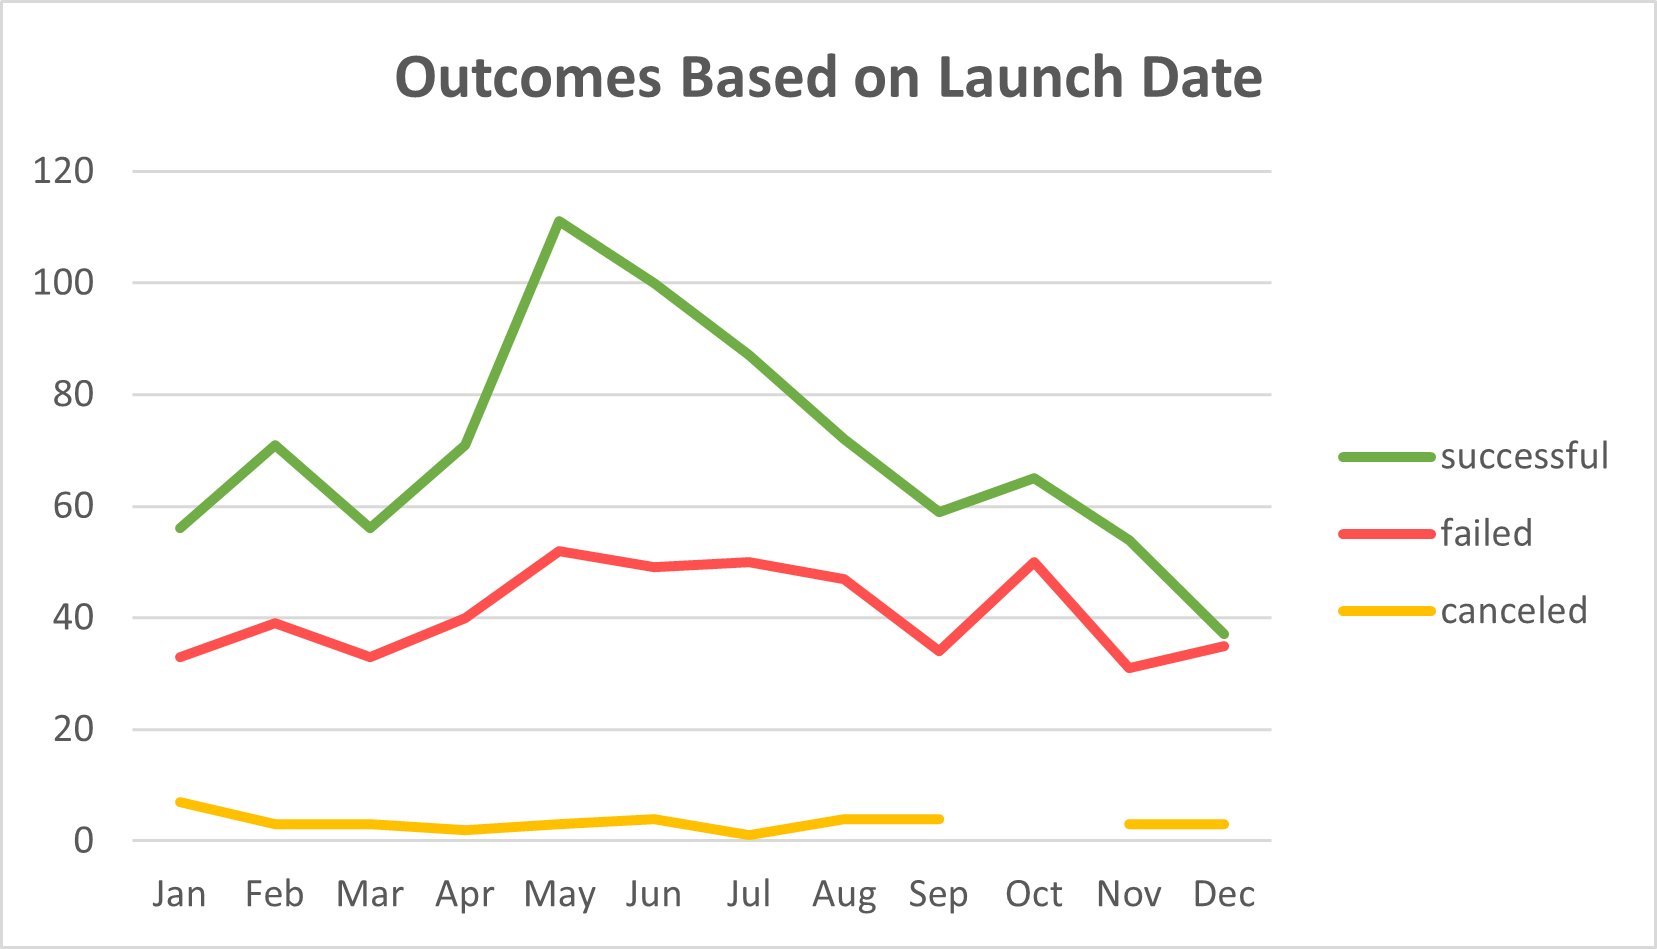 Outcomes Based on Launch Date
120
100
80
60
40
20
0
Jan Feb Mar Apr May Jun Jul Aug Sep Oct Nov Dec
successful
failed
canceled